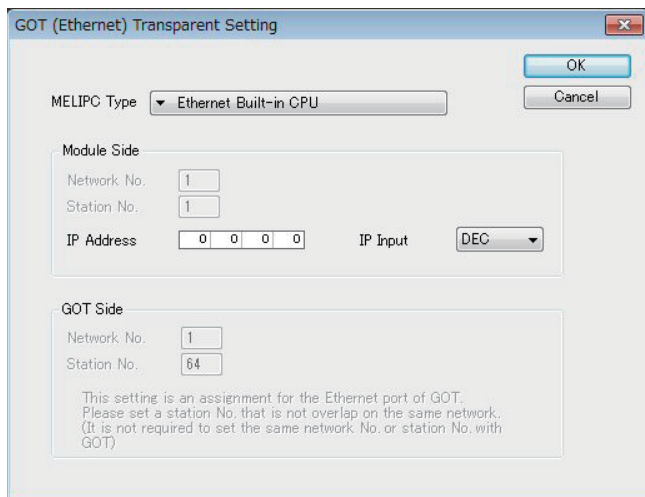 GOT (Ethernet) Transparent Setting
OK
MELIPC Type Ethernet Built-in CPU
Cancel
Module Side
Network No. 1
Station No. 1
IP Address 0 0 0 0 IP Input DEC
GOT Side
Network No. 1
Station No. 64
This setting is an assignment for the Ethernet port of GOT.
Please set a station No. that is not overlap on the same network.
(It is not required to set the same network No. or station No. with
GOT)